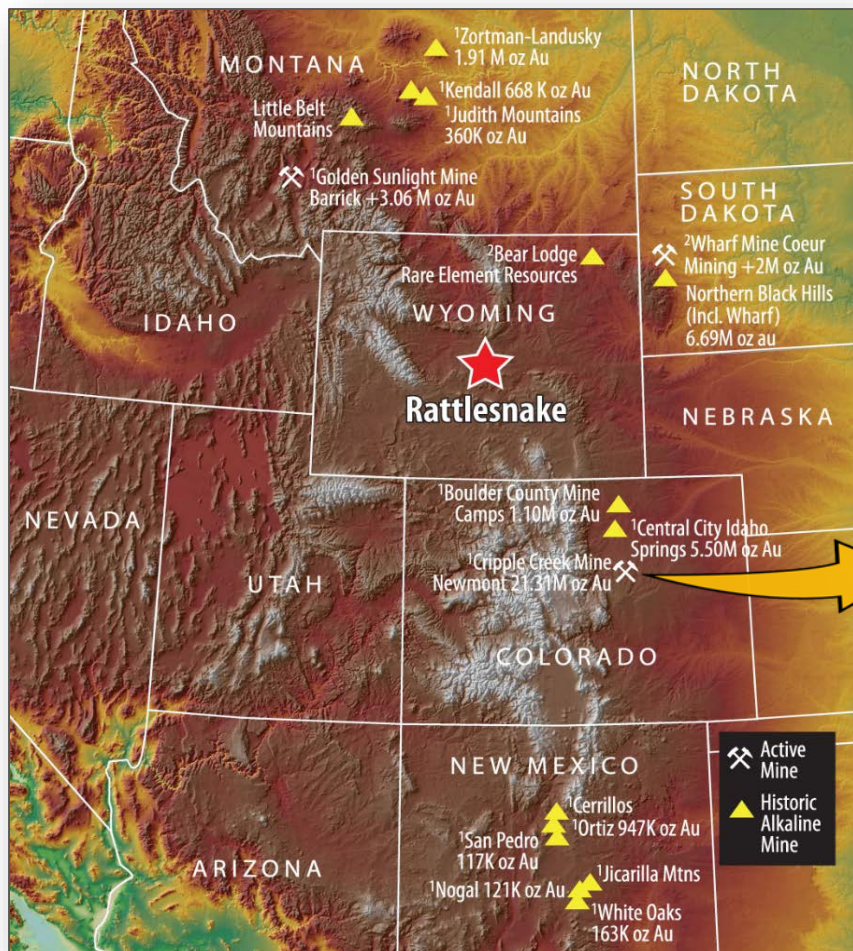 ¹Zortman-Landusky
1.91 M oz Au
MONTANA
NORTH
DAKOTA
¹Kendall 668 K oz Au
Little Belt
Mountains
¹Judith Mountains
360K oz Au
¹Golden Sunlight Mine
Barrick +3.06 M oz Au
SOUTH
DAKOTA
²Wharf Mine Coeur
Mining +2M oz Au
²Bear Lodge
Rare Element Resources
Northern Black Hills
(Incl. Wharf)
6.69M oz au
IDAHO
WYOMING
Rattlesnake
NEBRASKA
NEVADA
¹Boulder County Mine
Camps 1.10M oz Au
¹Central City Idaho
Springs 5.50M oz Au
¹Cripple Creek Mine
Newmont 21.31M oz Au
UTAH
COLORADO
Active
Mine
Historic
Alkaline
Mine
NEW MEXICO
¹Cerrillos
¹Ortiz 947K oz Au
¹San Pedro
117K oz Au
ARIZONA
¹Jicarilla Mtns
¹Nogal 121K oz Au
¹White Oaks
163K oz Au